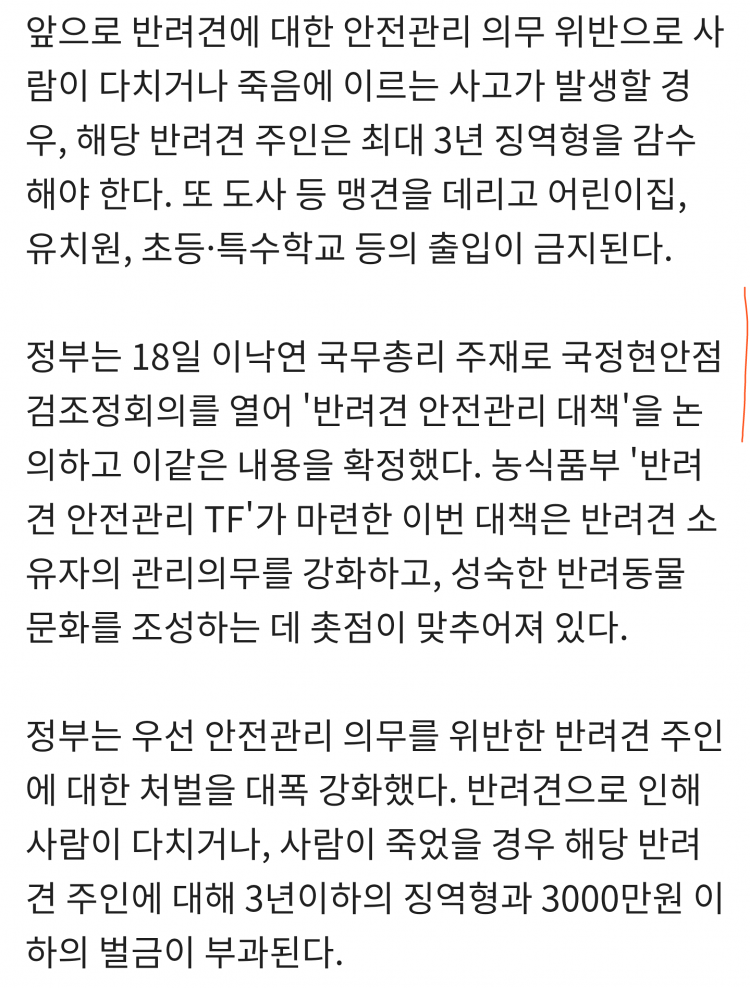 앞으로 반려견에 대한 안전관리 의무 위반으로 사
람이 다치거나 죽음에 이르는 사고가 발생할 경
우, 해당 반려견 주인은 최대 3년 징역형을 감수
해야 한다. 또 도사 등 맹견을 데리고 어린이집,
유치원, 초등·특수학교 등의 출입이 금지된다.
정부는 18일 이낙연 국무총리 주재로 국정현안점
검조정회의를 열어 '반려견 안전관리 대책'을 논
의하고 이같은 내용을 확정했다. 농식품부 '반려
견 안전관리 TF'가 마련한 이번 대책은 반려견 소
유자의 관리의무를 강화하고, 성숙한 반려동물
문화를 조성하는 데 촛점이 맞추어져 있다.
정부는 우선 안전관리 의무를 위반한 반려견 주인
에 대한 처벌을 대폭 강화했다. 반려견으로 인해
사람이 다치거나, 사람이 죽었을 경우 해당 반려
견 주인에 대해 3년이하의 징역형과 3000만원 이
하의 벌금이 부과된다.